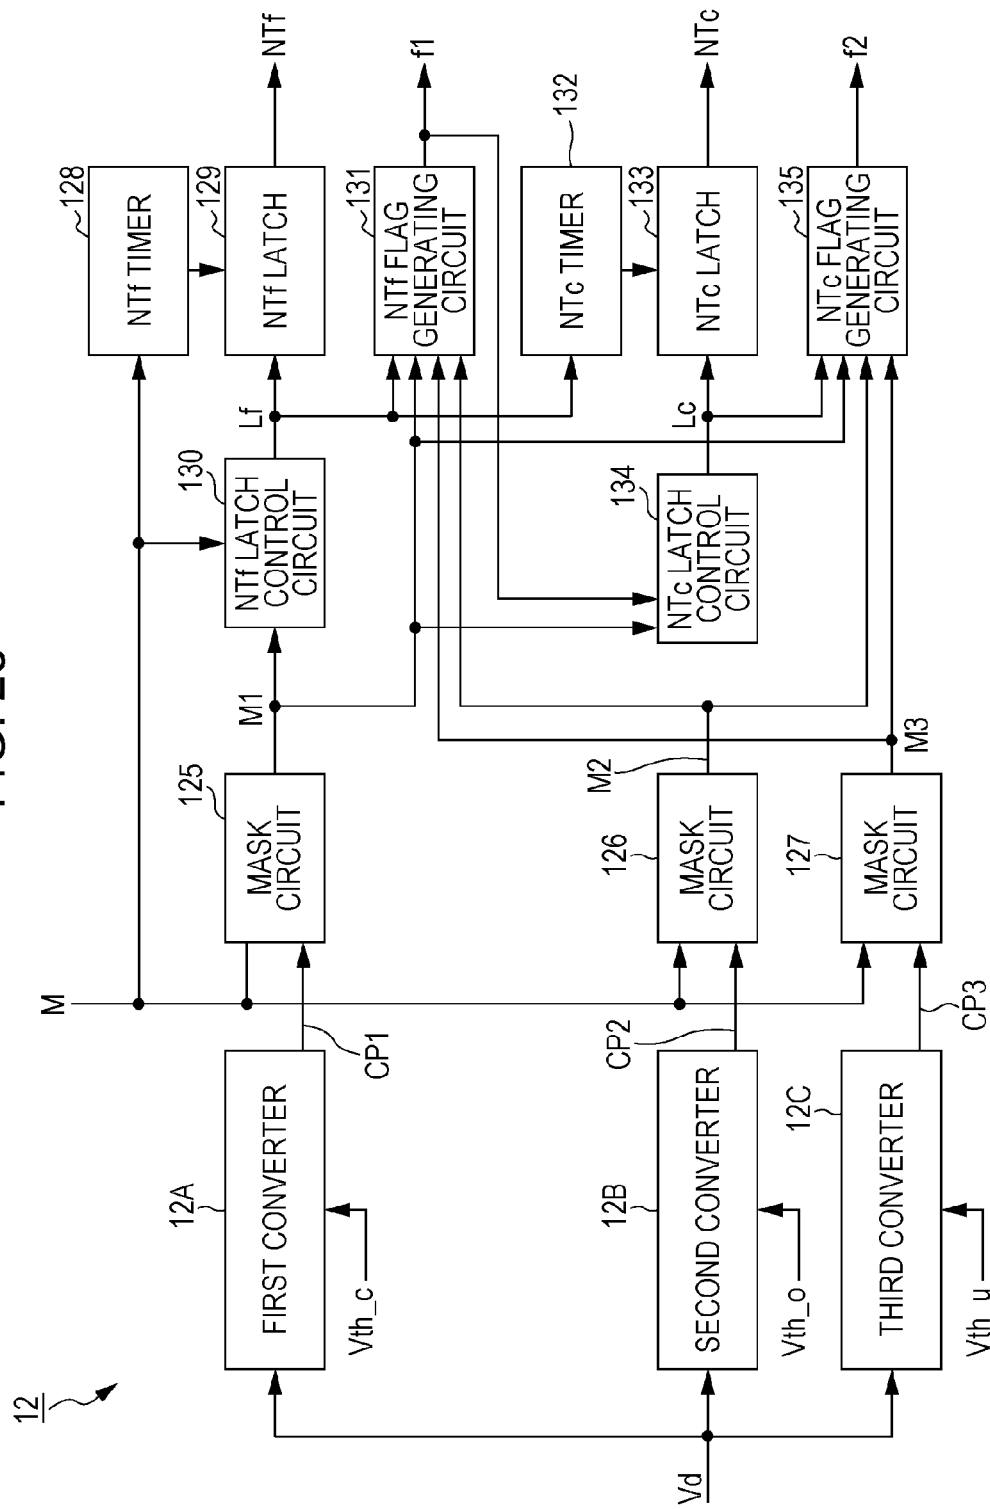 12
Vd
FIRST CONVERTER
12A
Vth_c
CP1
SECOND CONVERTER
12B
Vth_o
CP2
THIRD CONVERTER
12C
CP3
M
MASK
CIRCUIT
125
M1
MASK
CIRCUIT
126
M2
MASK
CIRCUIT
127
M3
NTf LATCH
CONTROL
CIRCUIT
130
Lf
NTc LATCH
CONTROL
CIRCUIT
134
Lc
NTf TIMER
128
NTf LATCH
129
NTf
NTf FLAG
GENERATING
CIRCUIT
131
f1
NTc TIMER
132
NTc LATCH
133
NTc
NTc FLAG
GENERATING
CIRCUIT
135
f2